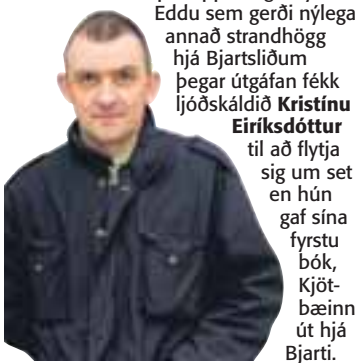 Eddu sem gerði nýlega
annað strandhögg
hjá Bjartsliðum
þegar útgáfan fékk
ljóðskáldið Kristínu
Eiríksdóttur
til að flytja
sig um set
en hún
gaf sína
fyrstu
bók,
Kjöt-
bæinn
út hjá
Bjarti.